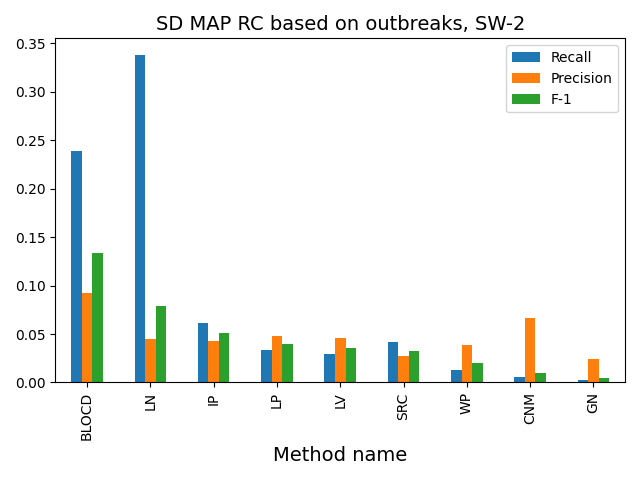 SD MAP RC based on outbreaks, SW-2
Recall
Precision
F-1
0.35
0.30
0.25
0.20
0.15
0.10
0.05
0.00
BLOCD
LN
IP
LP
LV
SRC
WP
CNM
GN
Method name